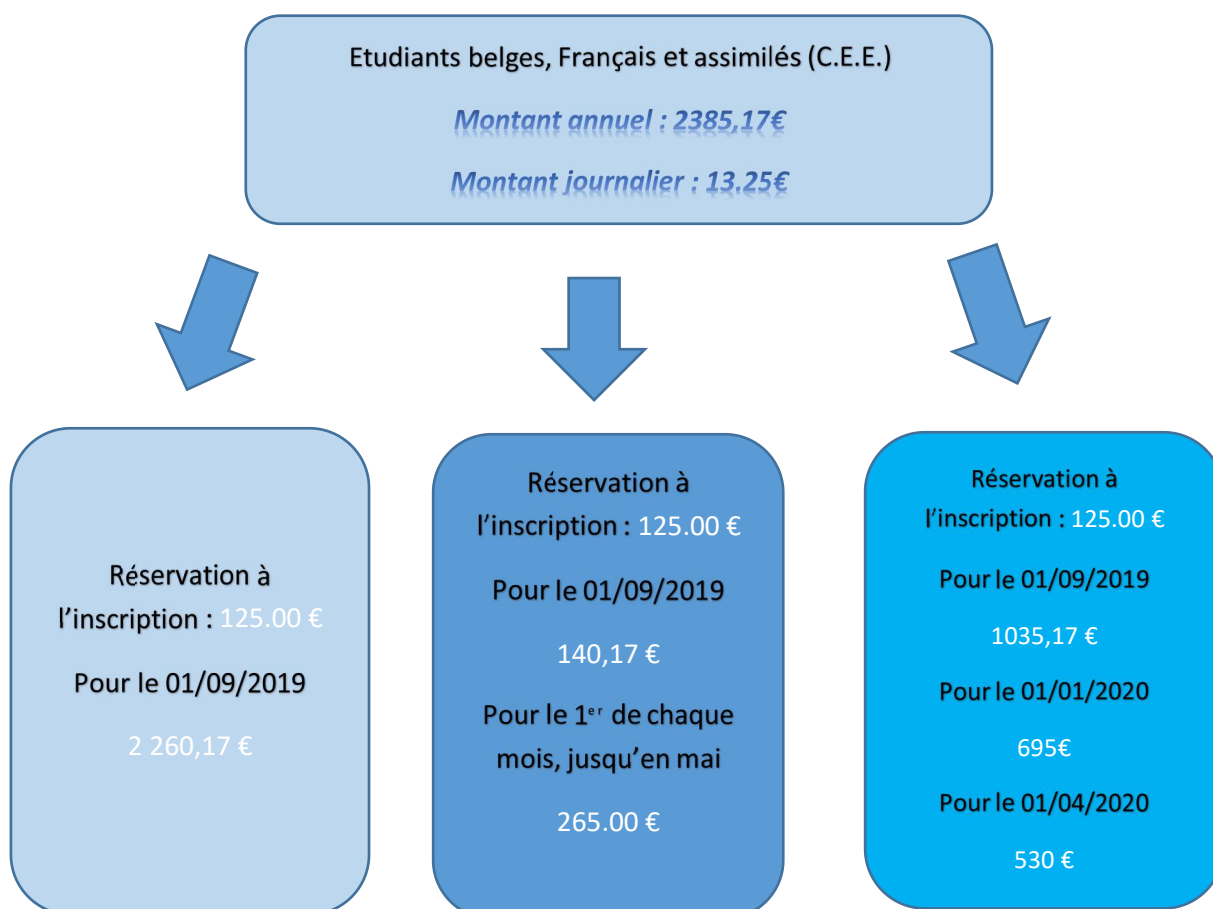 Etudiants belges, Français et assimilés (C.E.E.)
Montant annuel : 2385,17€
Montant journalier : 13.25€
Réservation à
l’inscription : 125.00 €
Pour le 01/09/2019
2 260,17 €
Réservation à
l’inscription : 125.00 €
Pour le 01/09/2019
140,17 €
Pour le 1er de chaque
mois, jusqu’en mai
265.00 €
Réservation à
l’inscription : 125.00 €
Pour le 01/09/2019
1035,17 €
Pour le 01/01/2020
695€
Pour le 01/04/2020
530 €